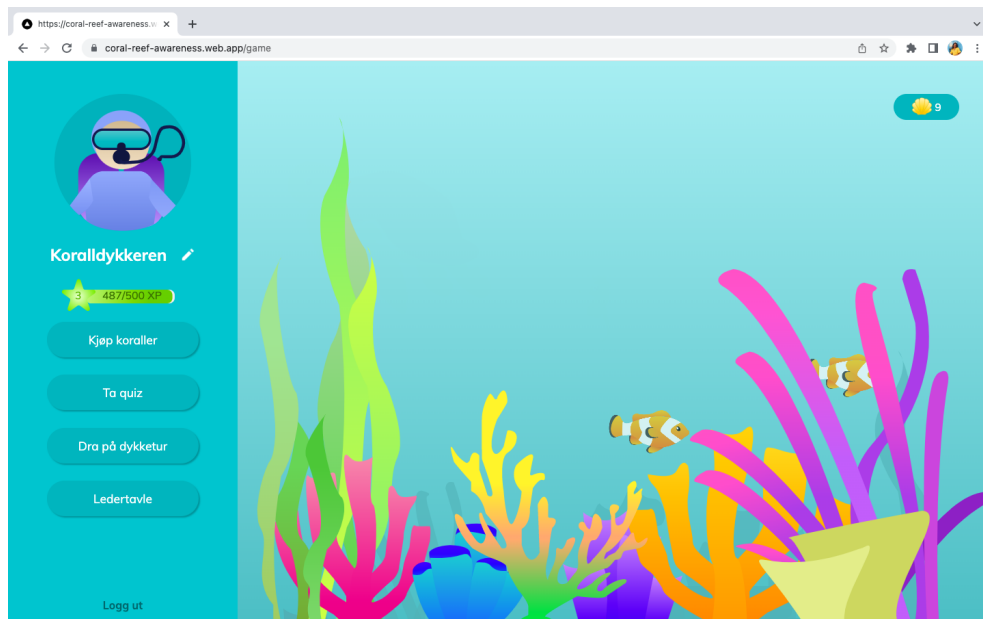 https://coral-reef-awareness.w
coral-reef-awareness.web.app/game
9
Koralldykkeren
3 487/500 XP
Kjøp koraller
Ta quiz
Dra på dykketur
Ledertavle
Logg ut